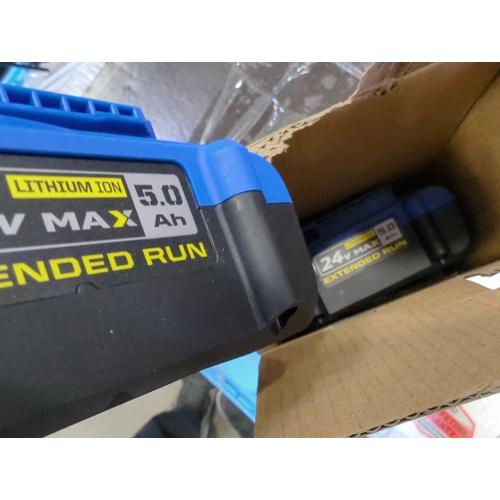 LITHIUM ION
5.0
V MAX
Ah
ENDED RUN
5.0
24V MAX
EXTENDED RUN